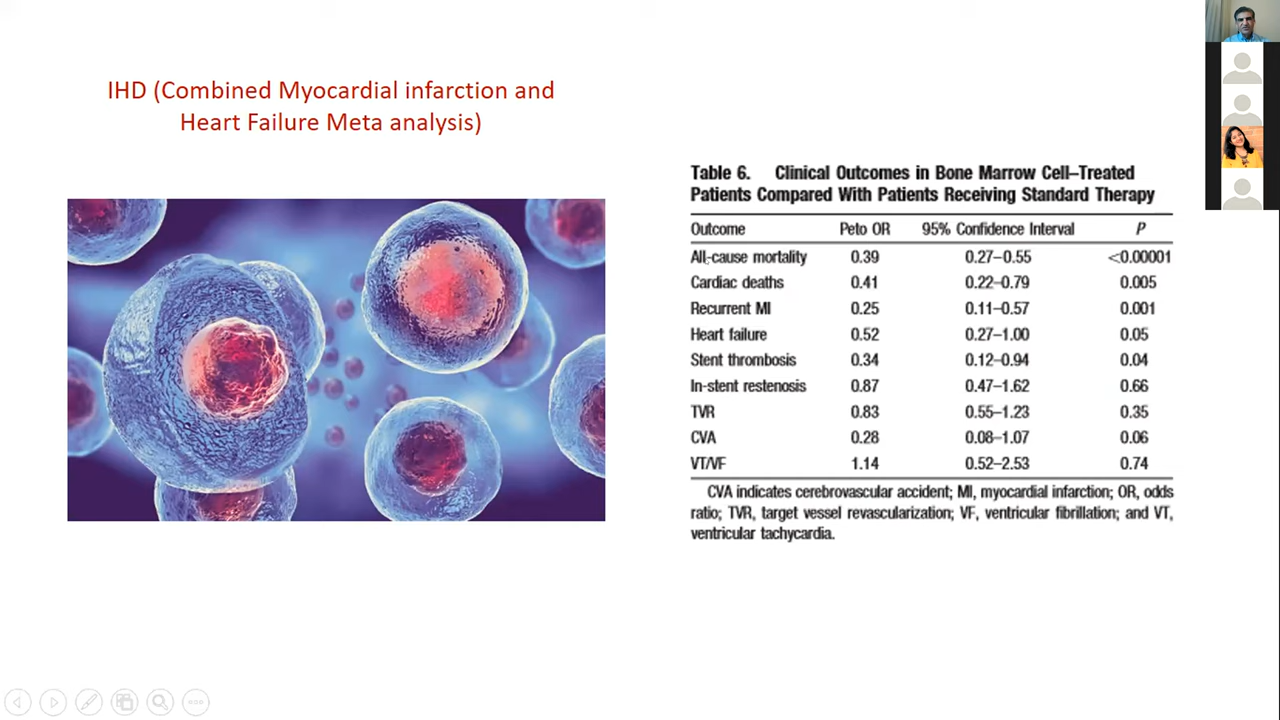 IHD (Combined Myocardial infarction and
Heart Failure Meta analysis)
Table 6. Clinical Outcomes in Bone Marrow Cell–Treated
Patients Compared With Patients Receiving Standard Therapy
Outcome Peto OR 95% Confidence Interval P
All-cause mortality 0.39 0.27–0.55 <0.00001
Cardiac deaths 0.41 0.22–0.79 0.005
Recurrent MI 0.25 0.11–0.57 0.001
Heart failure 0.52 0.27–1.00 0.05
Stent thrombosis 0.34 0.12–0.94 0.04
In-stent restenosis 0.87 0.47–1.62 0.66
TVR 0.83 0.55–1.23 0.35
CVA 0.28 0.08–1.07 0.06
VT/VF 1.14 0.52–2.53 0.74
CVA indicates cerebrovascular accident; MI, myocardial infarction; OR, odds
ratio; TVR, target vessel revascularization; VF, ventricular fibrillation; and VT,
ventricular tachycardia.